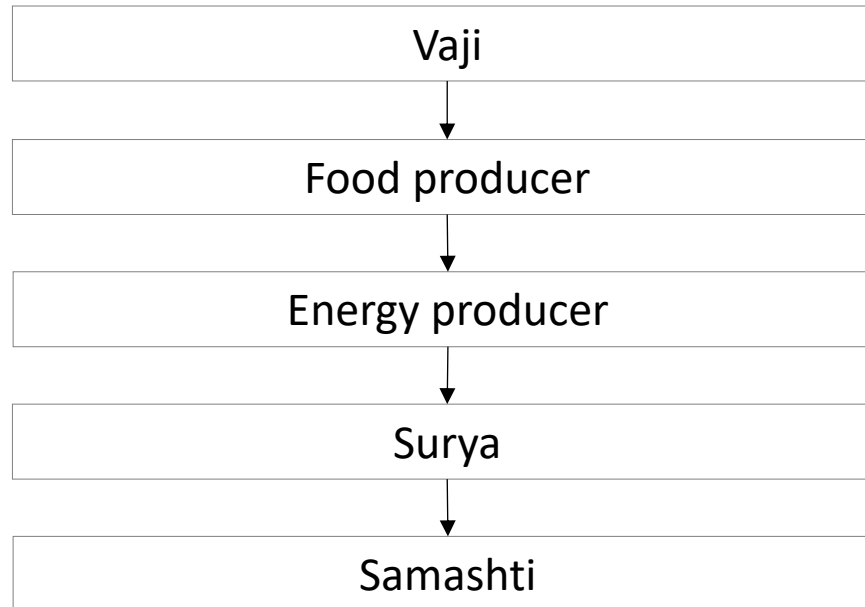 Vaji
Food producer
Energy producer
Surya
Samashti